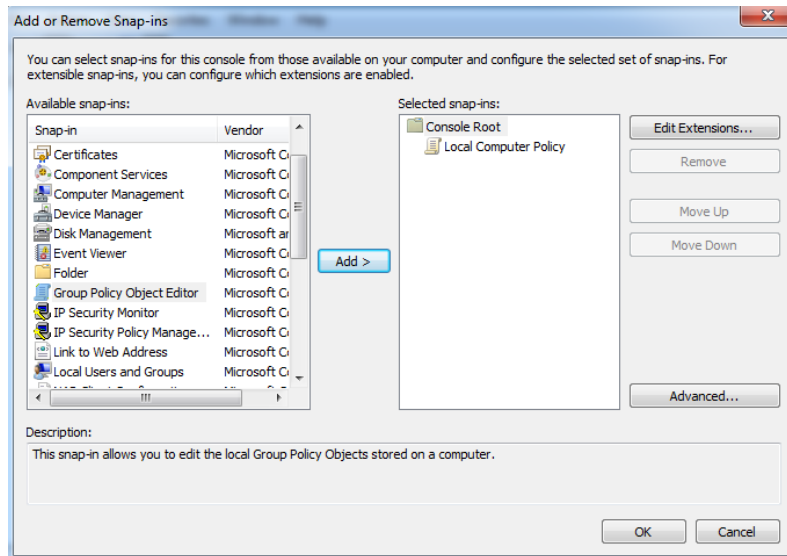 Add or Remove Snap-ins
You can select snap-ins for this console from those available on your computer and configure the selected set of snap-ins. For
extensible snap-ins, you can configure which extensions are enabled.
Available snap-ins:
Snap-in Vendor
Certificates Microsoft
Component Services Microsoft
Computer Management Microsoft
Device Manager Microsoft
Disk Management Microsoft
Event Viewer Microsoft
Folder Microsoft
Group Policy Object Editor Microsoft
IP Security Monitor Microsoft
IP Security Policy Manage... Microsoft
Link to Web Address Microsoft
Local Users and Groups Microsoft
Add >
Selected snap-ins:
Console Root
Local Computer Policy
Edit Extensions...
Remove
Move Up
Move Down
Advanced...
Description:
This snap-in allows you to edit the local Group Policy Objects stored on a computer.
OK Cancel